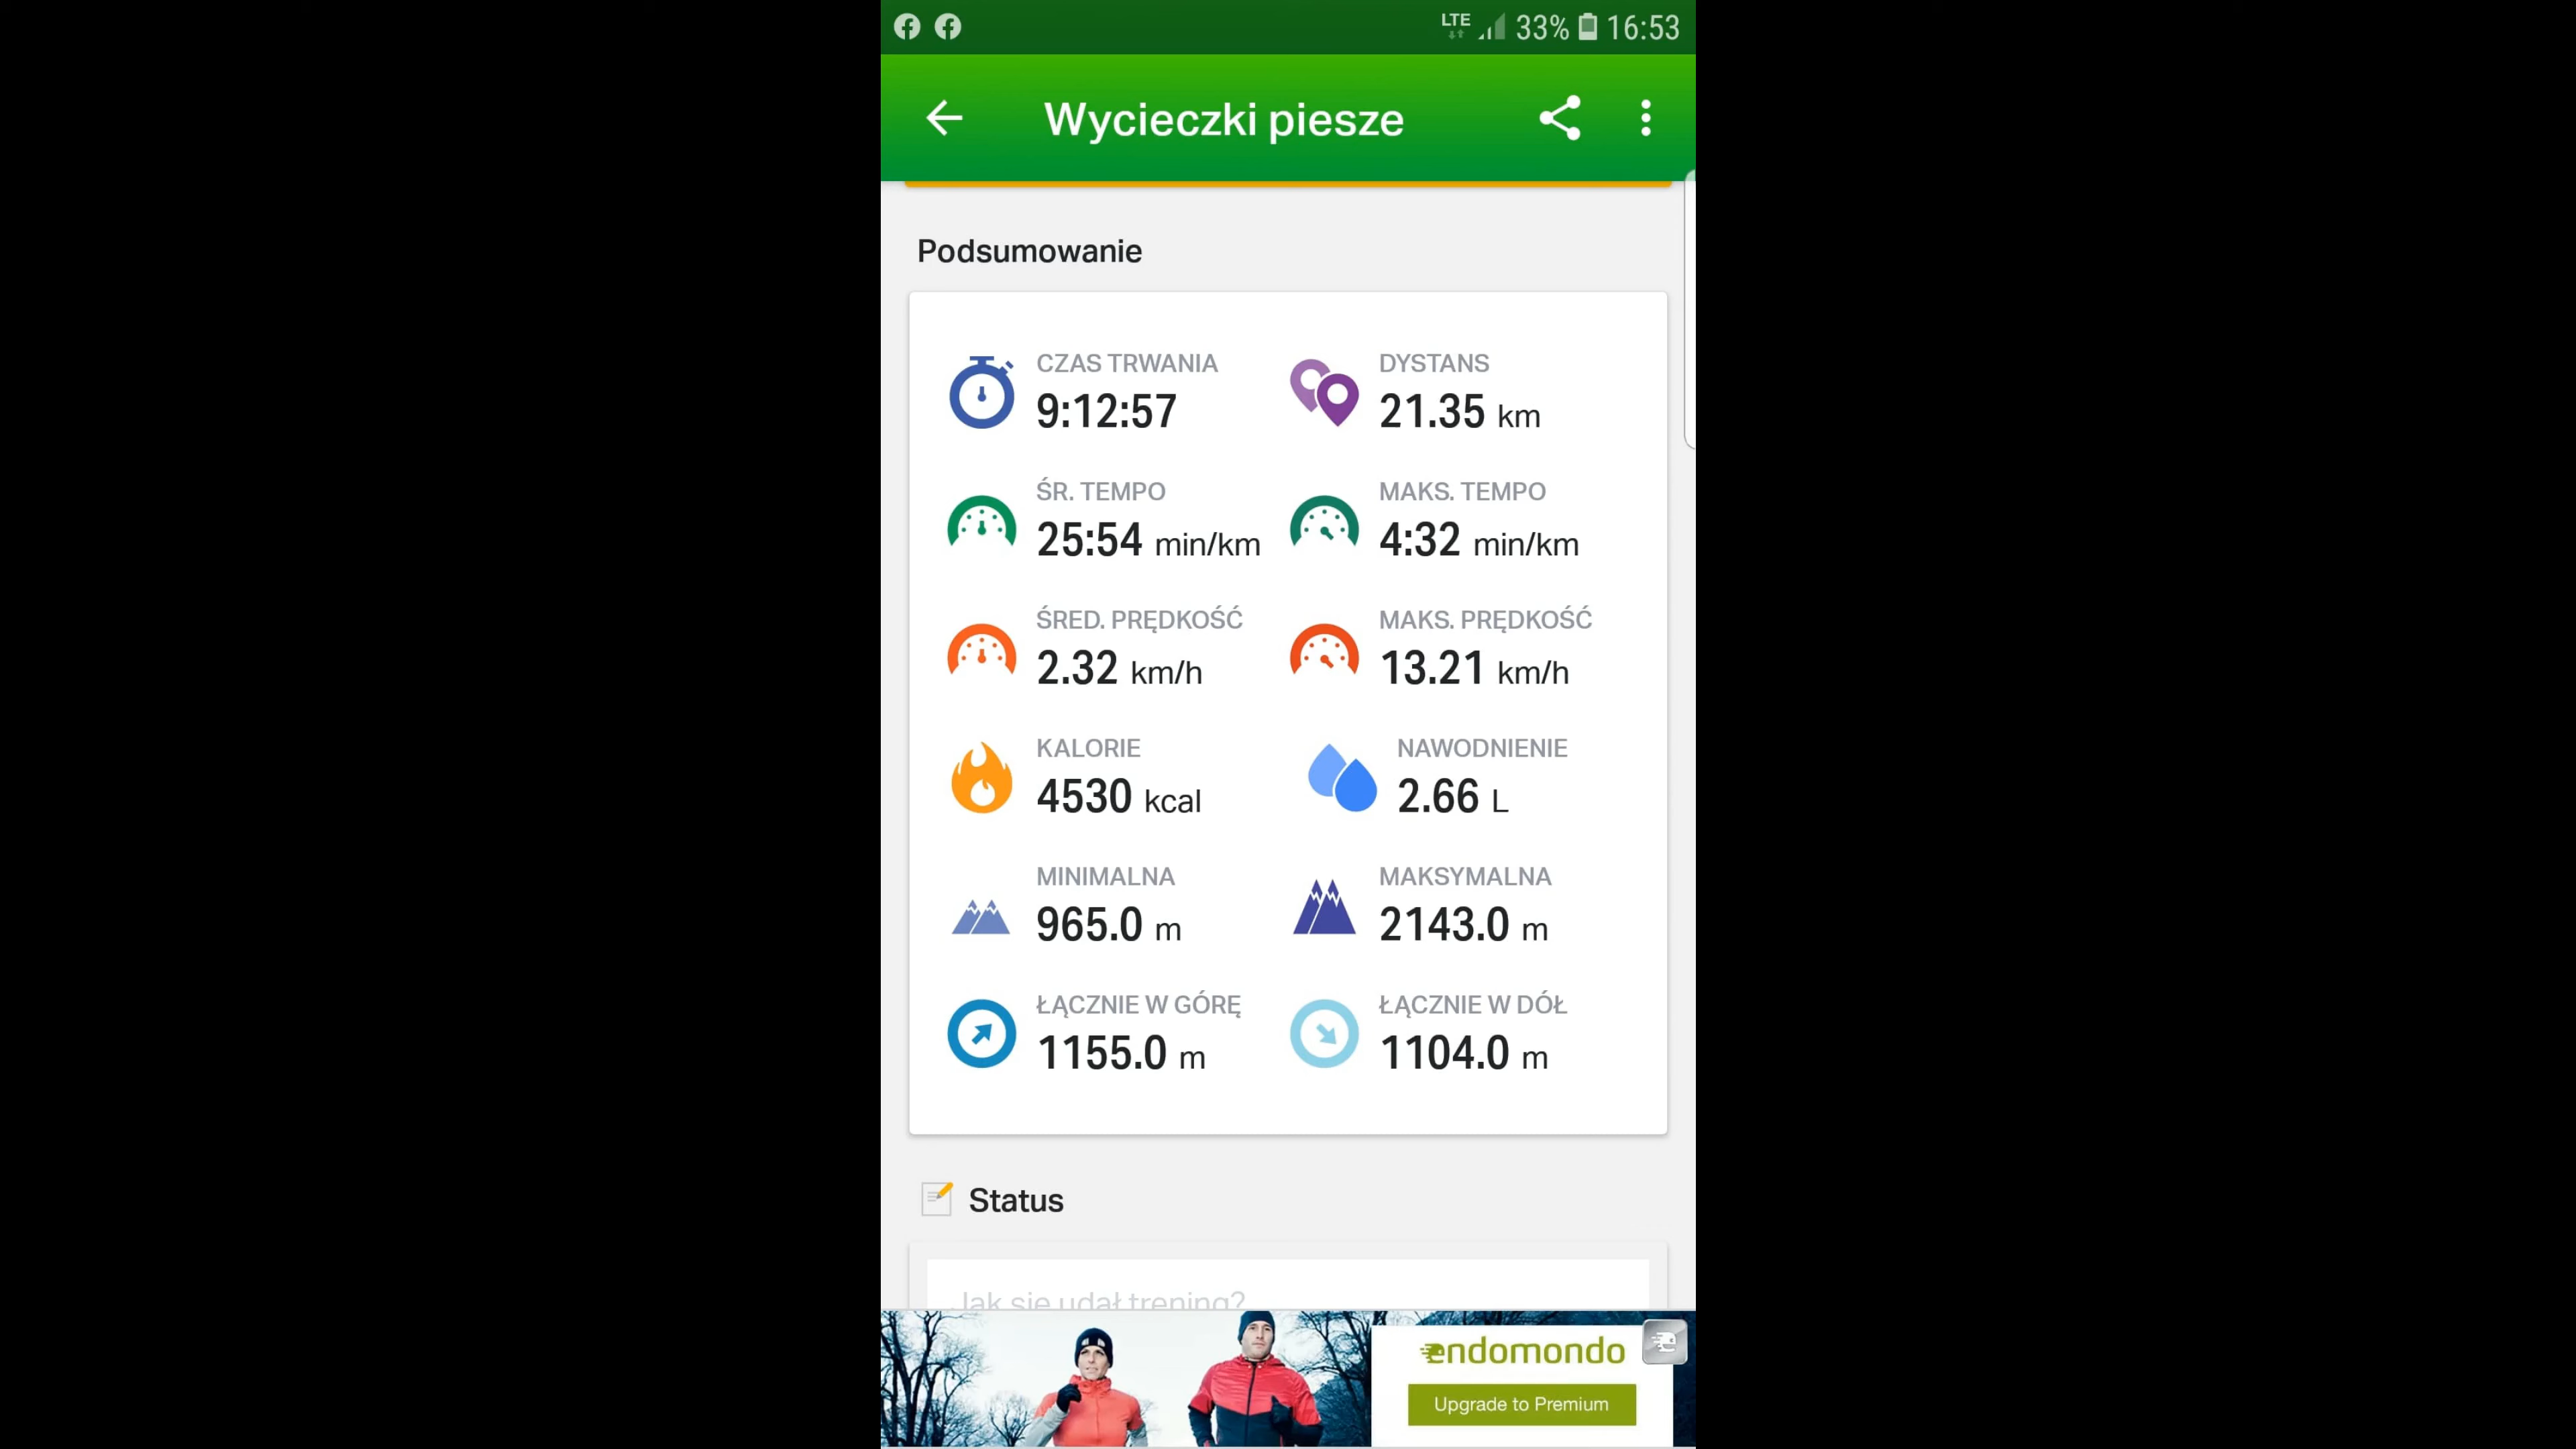 LTE 33% 16:53
Wycieczki piesze
Podsumowanie
CZAS TRWANIA
9:12:57
DYSTANS
21.35 km
ŚR. TEMPO
25:54 min/km
MAKS. TEMPO
4:32 min/km
ŚRED. PRĘDKOŚĆ
2.32 km/h
MAKS. PRĘDKOŚĆ
13.21 km/h
KALORIE
4530 kcal
NAWODNIENIE
2.66 L
MINIMALNA
965.0 m
MAKSYMALNA
2143.0 m
ŁĄCZNIE W GÓRĘ
1155.0 m
ŁĄCZNIE W DÓŁ
1104.0 m
Status
Jak się udał trening?
endomondo
Upgrade to Premium